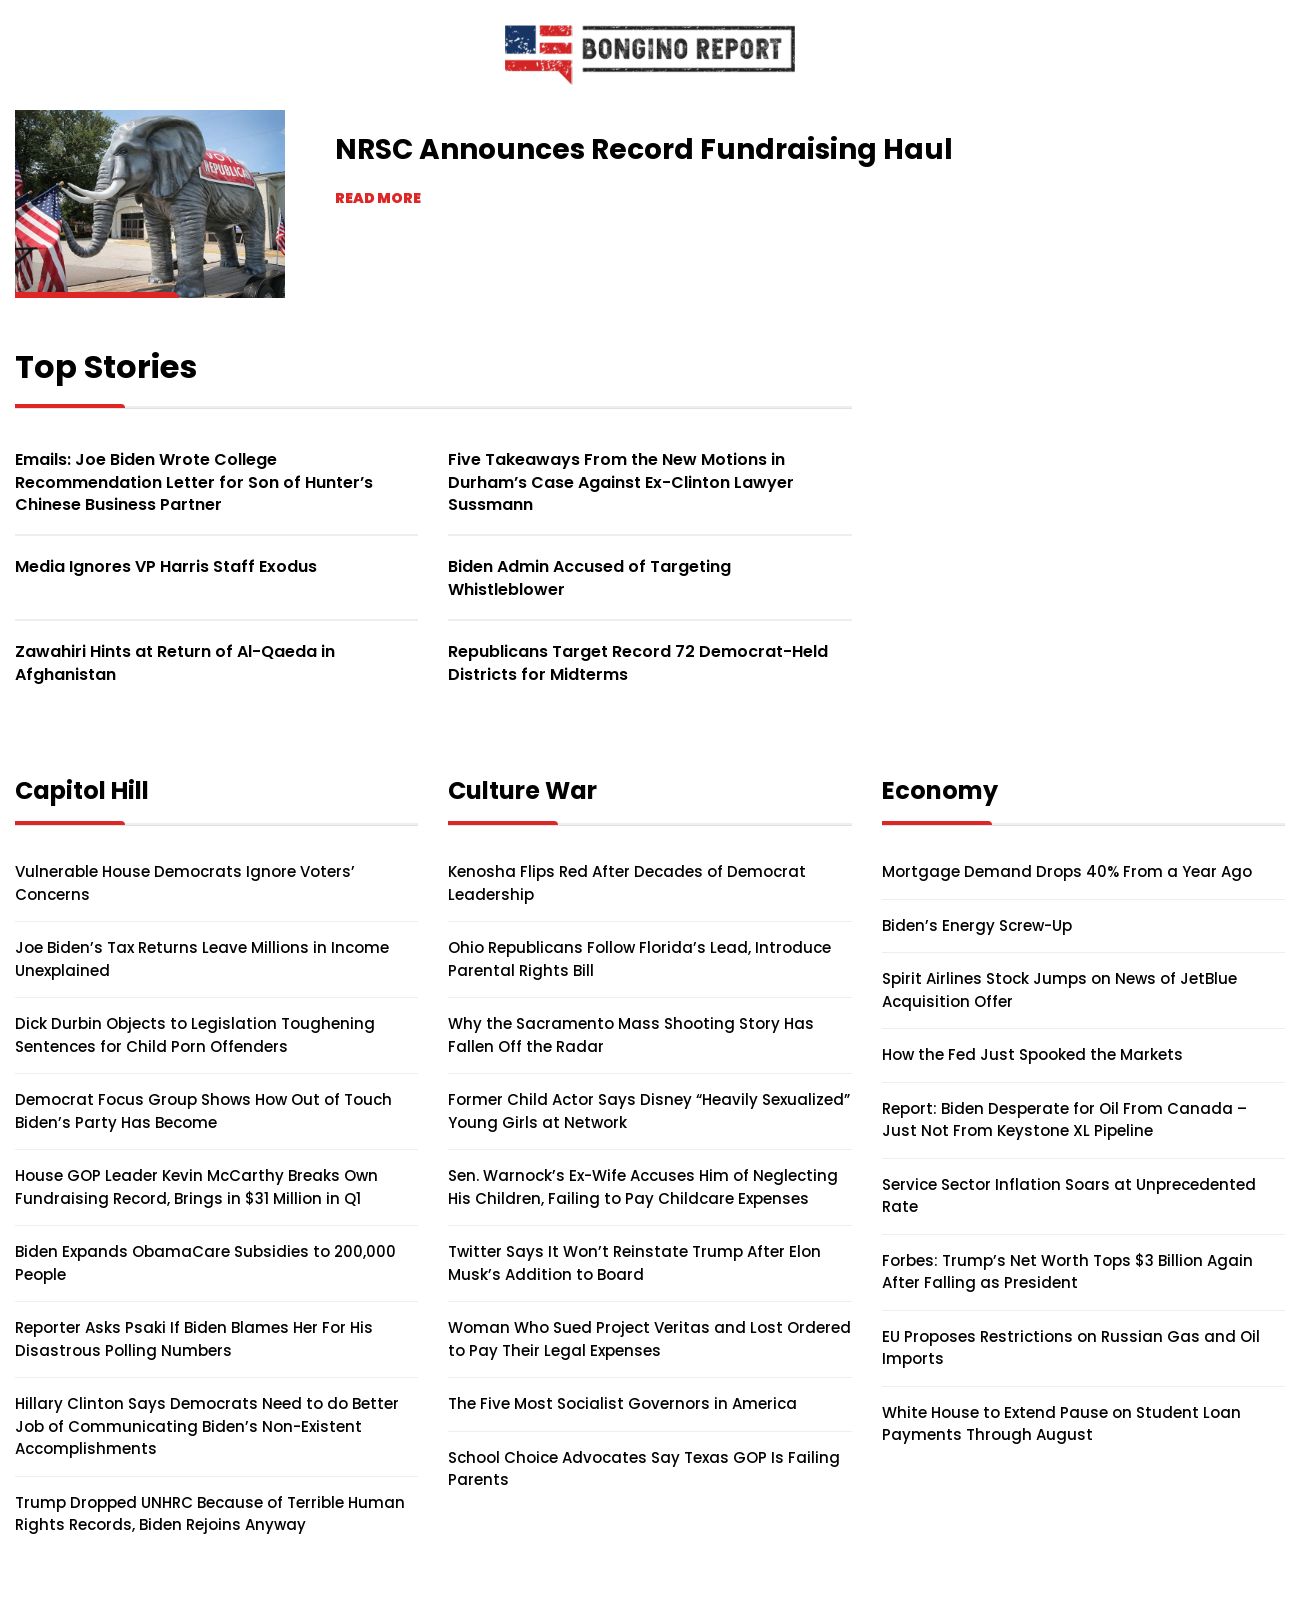 BONGINO REPORT
VOTE
REPUBLICAN
NRSC Announces Record Fundraising Haul
READ MORE
Top Stories
Emails: Joe Biden Wrote College
Recommendation Letter for Son of Hunter’s
Chinese Business Partner
Five Takeaways From the New Motions in
Durham’s Case Against Ex-Clinton Lawyer
Sussmann
Media Ignores VP Harris Staff Exodus
Biden Admin Accused of Targeting
Whistleblower
Zawahiri Hints at Return of Al-Qaeda in
Afghanistan
Republicans Target Record 72 Democrat-Held
Districts for Midterms
Capitol Hill
Vulnerable House Democrats Ignore Voters’
Concerns
Joe Biden’s Tax Returns Leave Millions in Income
Unexplained
Dick Durbin Objects to Legislation Toughening
Sentences for Child Porn Offenders
Democrat Focus Group Shows How Out of Touch
Biden’s Party Has Become
House GOP Leader Kevin McCarthy Breaks Own
Fundraising Record, Brings in $31 Million in Q1
Biden Expands ObamaCare Subsidies to 200,000
People
Reporter Asks Psaki If Biden Blames Her For His
Disastrous Polling Numbers
Hillary Clinton Says Democrats Need to do Better
Job of Communicating Biden’s Non-Existent
Accomplishments
Trump Dropped UNHRC Because of Terrible Human
Rights Records, Biden Rejoins Anyway
Culture War
Kenosha Flips Red After Decades of Democrat
Leadership
Ohio Republicans Follow Florida’s Lead, Introduce
Parental Rights Bill
Why the Sacramento Mass Shooting Story Has
Fallen Off the Radar
Former Child Actor Says Disney “Heavily Sexualized”
Young Girls at Network
Sen. Warnock’s Ex-Wife Accuses Him of Neglecting
His Children, Failing to Pay Childcare Expenses
Twitter Says It Won’t Reinstate Trump After Elon
Musk’s Addition to Board
Woman Who Sued Project Veritas and Lost Ordered
to Pay Their Legal Expenses
The Five Most Socialist Governors in America
School Choice Advocates Say Texas GOP Is Failing
Parents
Economy
Mortgage Demand Drops 40% From a Year Ago
Biden’s Energy Screw-Up
Spirit Airlines Stock Jumps on News of JetBlue
Acquisition Offer
How the Fed Just Spooked the Markets
Report: Biden Desperate for Oil From Canada –
Just Not From Keystone XL Pipeline
Service Sector Inflation Soars at Unprecedented
Rate
Forbes: Trump’s Net Worth Tops $3 Billion Again
After Falling as President
EU Proposes Restrictions on Russian Gas and Oil
Imports
White House to Extend Pause on Student Loan
Payments Through August